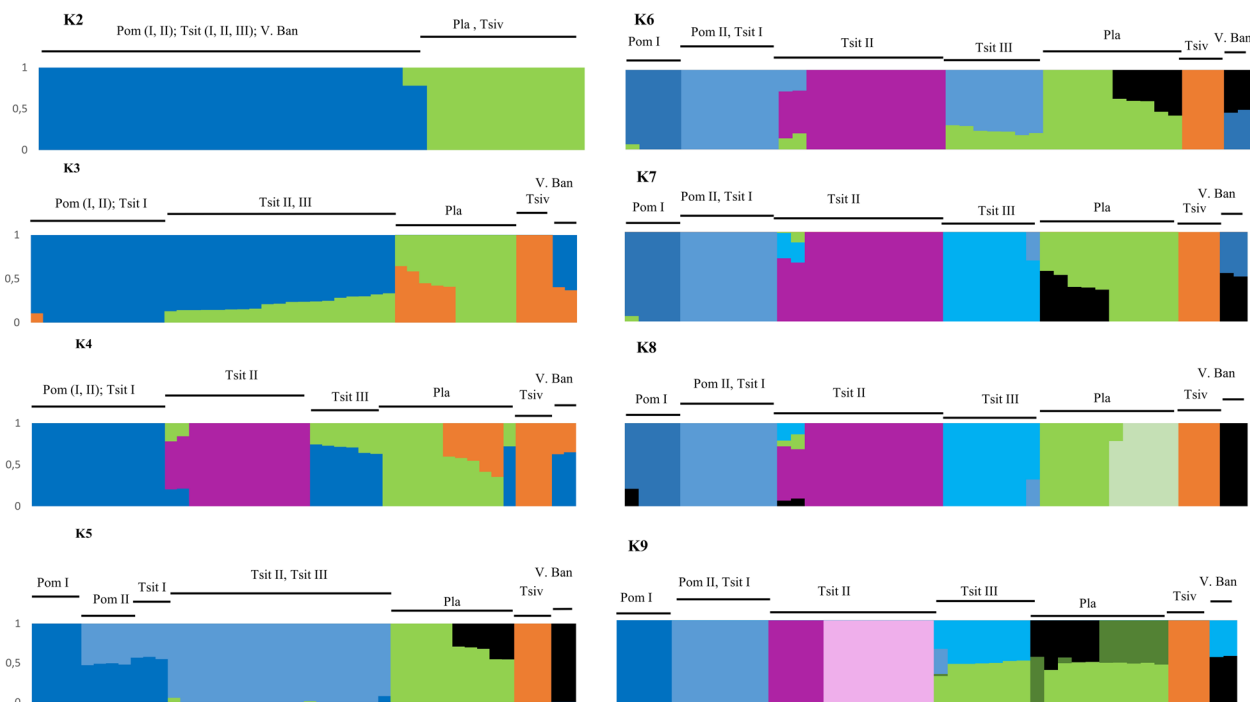 K2
Pom (I, II); Tsit (I, II, III); V. Ban
Pla , Tsiv
1
0,5
0
K3
Pom (I, II); Tsit I
Tsit II, III
Pla
V. Ban
Tsiv
1
0,5
0
K4
Pom (I, II); Tsit I
Tsit II
Tsit III
Pla
V. Ban
Tsiv
1
0,5
0
K5
Pom I
Pom II
Tsit I
Tsit II, Tsit III
Pla
V. Ban
Tsiv
1
0,5
0
K6
Pom I
Pom II, Tsit I
Tsit II
Tsit III
Pla
Tsiv
V. Ban
K7
Pom I
Pom II, Tsit I
Tsit II
Tsit III
Pla
V. Ban
Tsiv
K8
Pom I
Pom II, Tsit I
Tsit II
Tsit III
Pla
V. Ban
Tsiv
K9
Pom I
Pom II, Tsit I
Tsit II
Tsit III
Pla
Tsiv
V. Ban